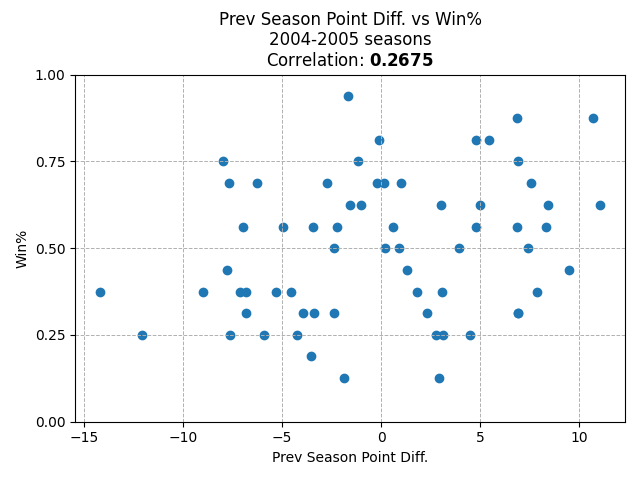 Prev Season Point Diff. vs Win%
2004-2005 seasons
Correlation: 0.2675
1.00
0.75
0.50
0.25
0.00
Win%
−15
−10
−5
0
5
10
Prev Season Point Diff.